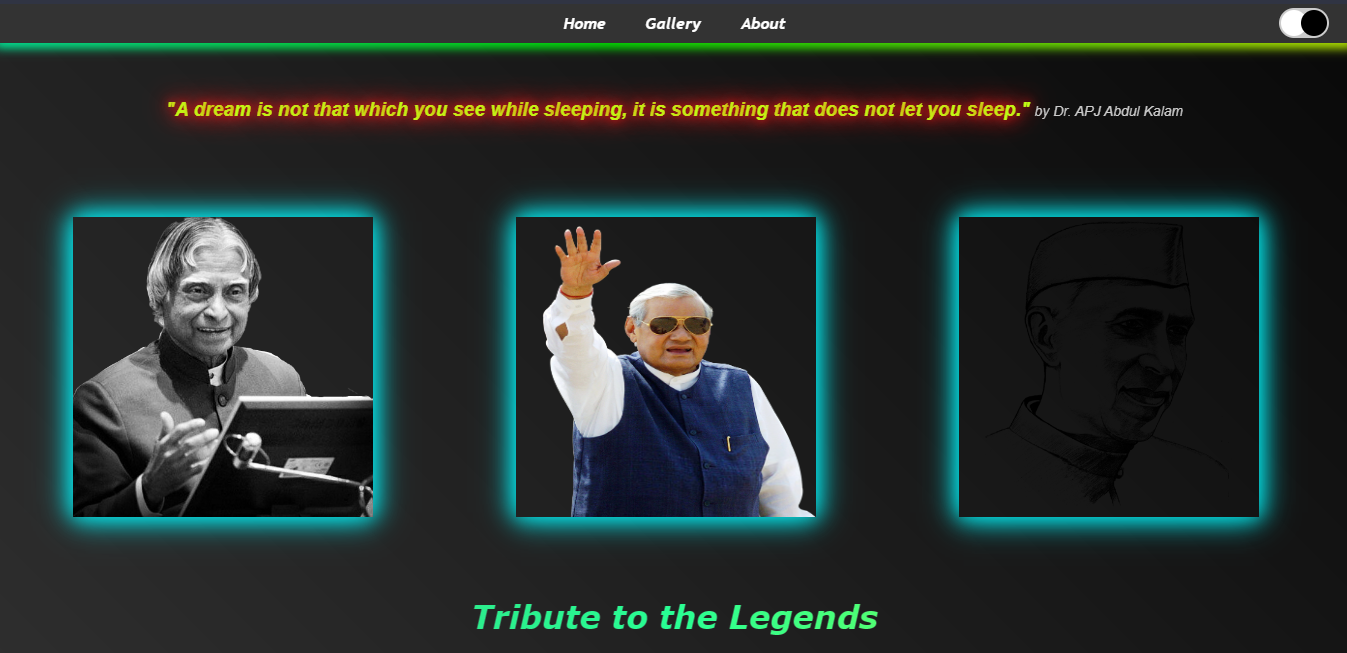 Home Gallery About
"A dream is not that which you see while sleeping, it is something that does not let you sleep." by Dr. APJ Abdul Kalam
Tribute to the Legends